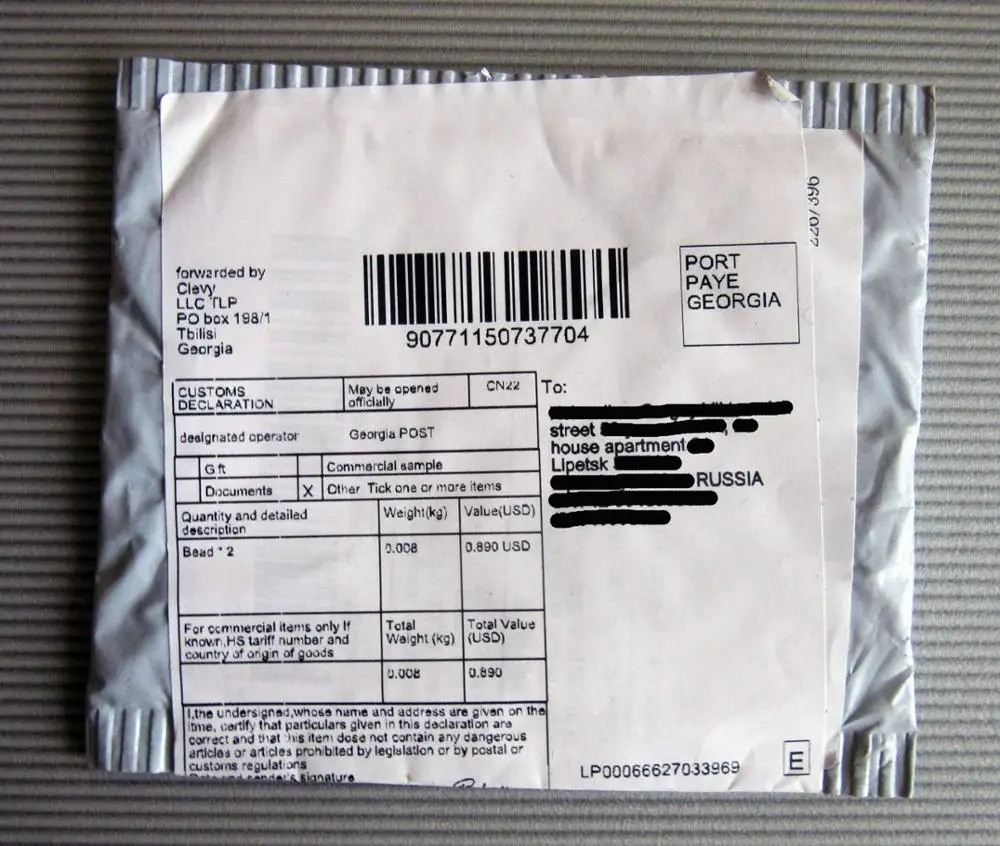 2267396
forwarded by
Clevy
LLC TLP
PO box 198/1
Tbilisi
Georgia
90771150737704
PORT
PAYE
GEORGIA
CUSTOMS
DECLARATION
May be opened
officially
CN22
designated operator Georgia POST
Gift
Commercial sample
Documents
X
Other Tick one or more items
Quantity and detailed
description
Weight(kg)
Value(USD)
Bead * 2
0.008
0.890 USD
For commercial items only If
known,HS tariff number and
country of origin of goods
Total
Weight (kg)
Total Value
(USD)
0.008
0.890
I,the undersigned,whose name and address are given on the
itme, certify that particulars given in this declaration are
correct and that this item dose not contain any dangerous
articles or articles prohibited by legislation or by postal or
customs regulations
Date and sender's signature
To:
street
house apartment
Lipetsk
RUSSIA
LP00066627033969
E